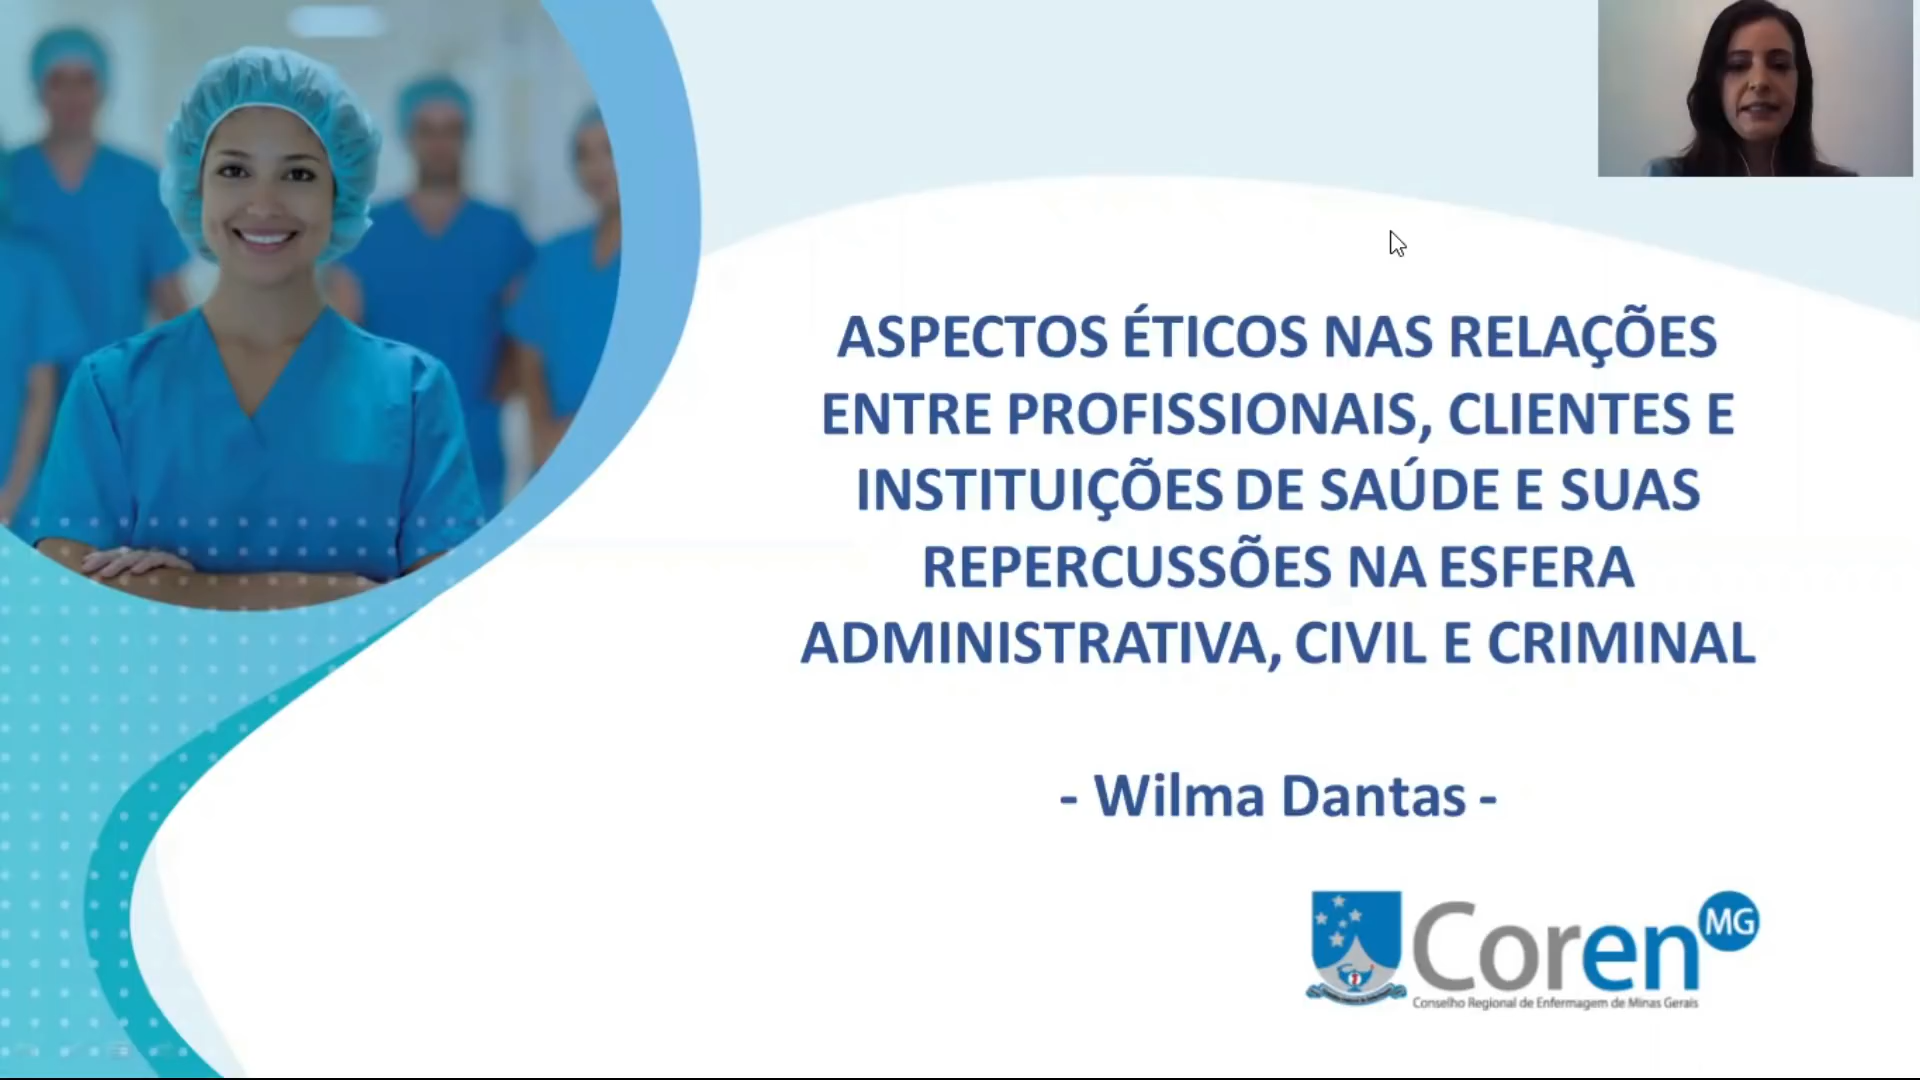 ASPECTOS ÉTICOS NAS RELAÇÕES
ENTRE PROFISSIONAIS, CLIENTES E
INSTITUIÇÕES DE SAÚDE E SUAS
REPERCUSSÕES NA ESFERA
ADMINISTRATIVA, CIVIL E CRIMINAL
- Wilma Dantas -
Coren MG
Conselho Regional de Enfermagem de Minas Gerais